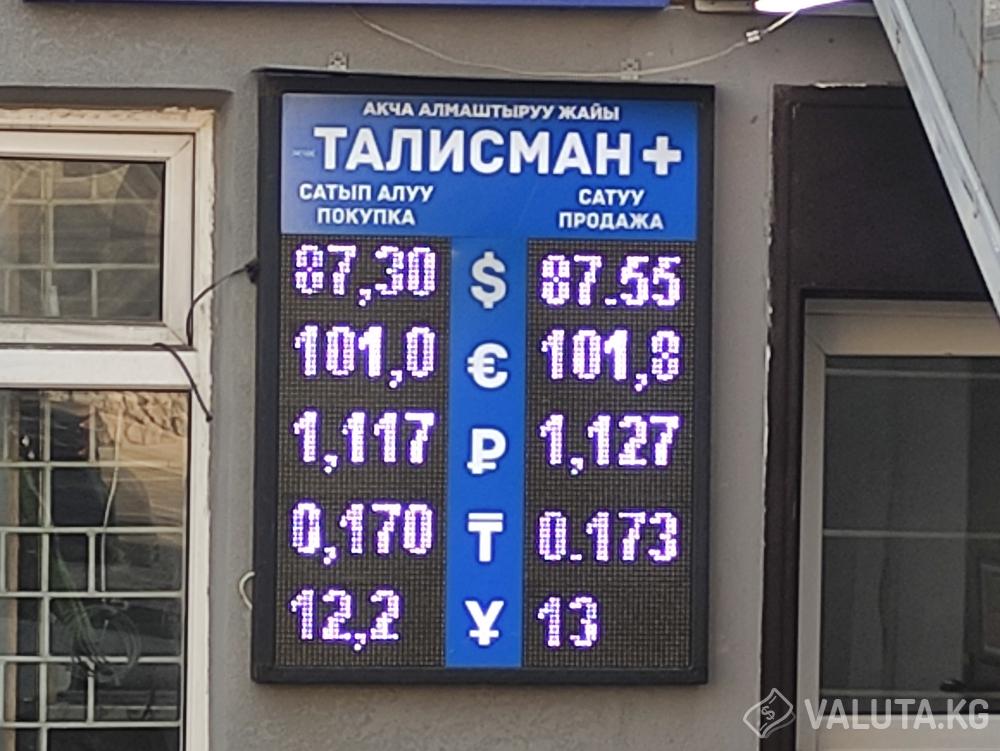 АКЧА АЛМАШТЫРУУ ЖАЙЫ
ТАЛИСМАН +
САТЫП АЛУУ САТУУ
ПОКУПКА ПРОДАЖА
87,30 $ 87.55
101,0 € 101,8
1,117 ₽ 1,127
0,170 ₸ 0.173
12,2 ¥ 13
VALUTA.KG